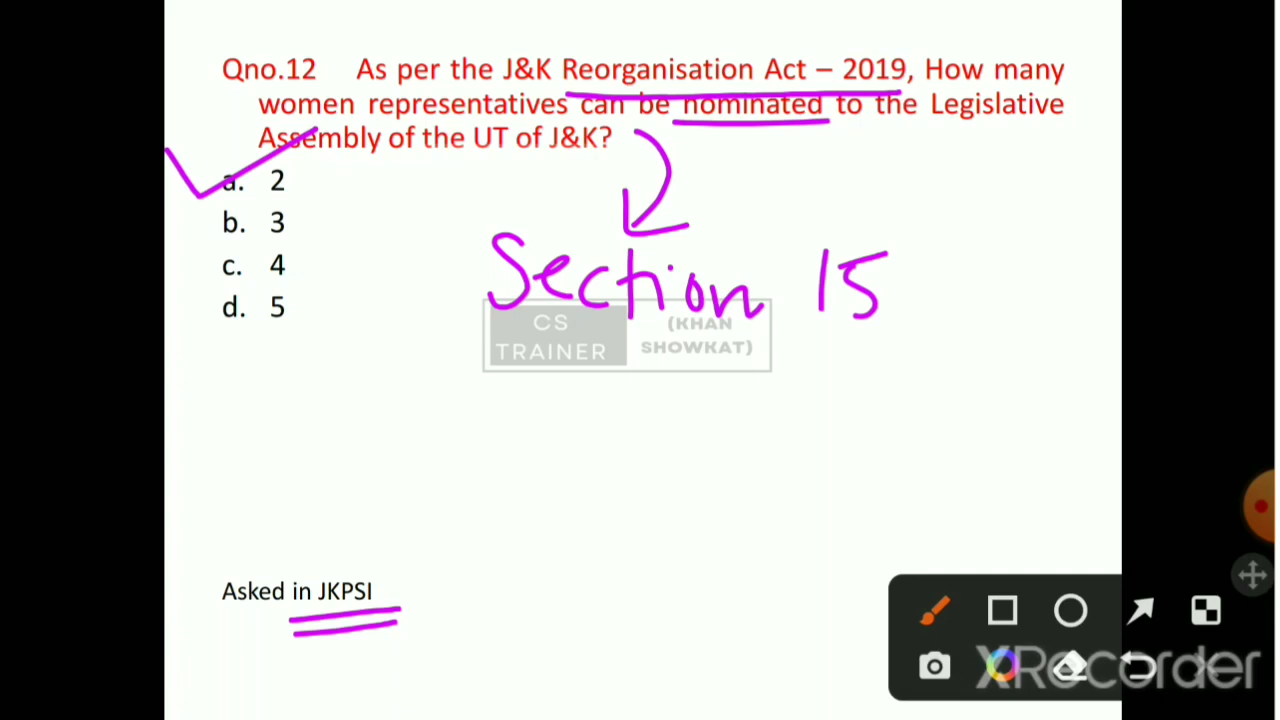 Qno.12 As per the J&K Reorganisation Act – 2019, How many
women representatives can be nominated to the Legislative
Assembly of the UT of J&K?
a. 2
b. 3
c. 4
d. 5
Section 15
CS
TRAINER
(KHAN
SHOWKAT)
Asked in JKPSI
XRecorder